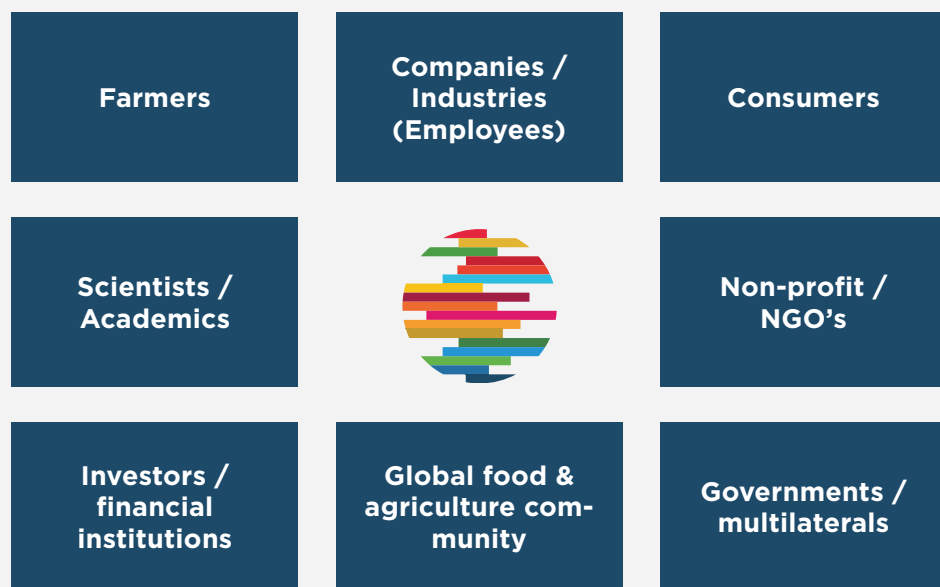 Farmers
Companies /
Industries
(Employees)
Consumers
Scientists /
Academics
Non-profit /
NGO’s
Investors /
financial
institutions
Global food &
agriculture com-
munity
Governments /
multilaterals